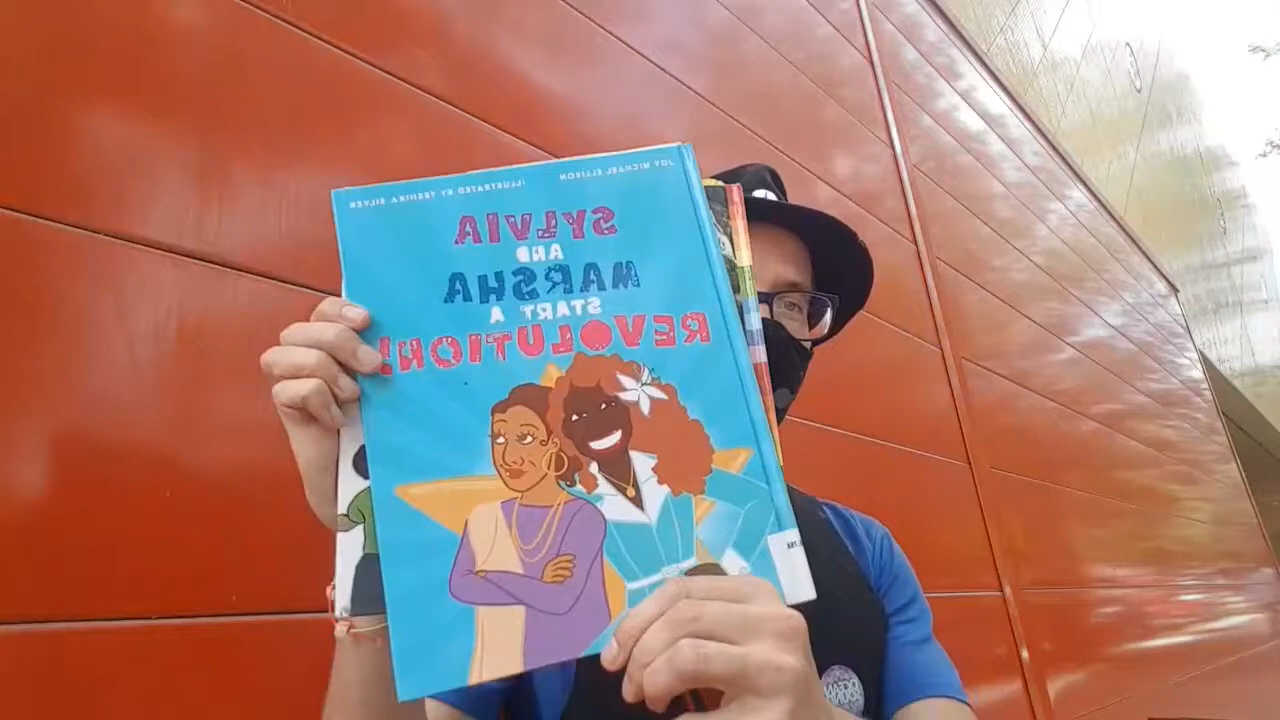 JOY MICHAEL ELLISON ILLUSTRATED BY TESHIKA SILVER
SYLVIA
AND
MARSHA
START A
REVOLUTION!